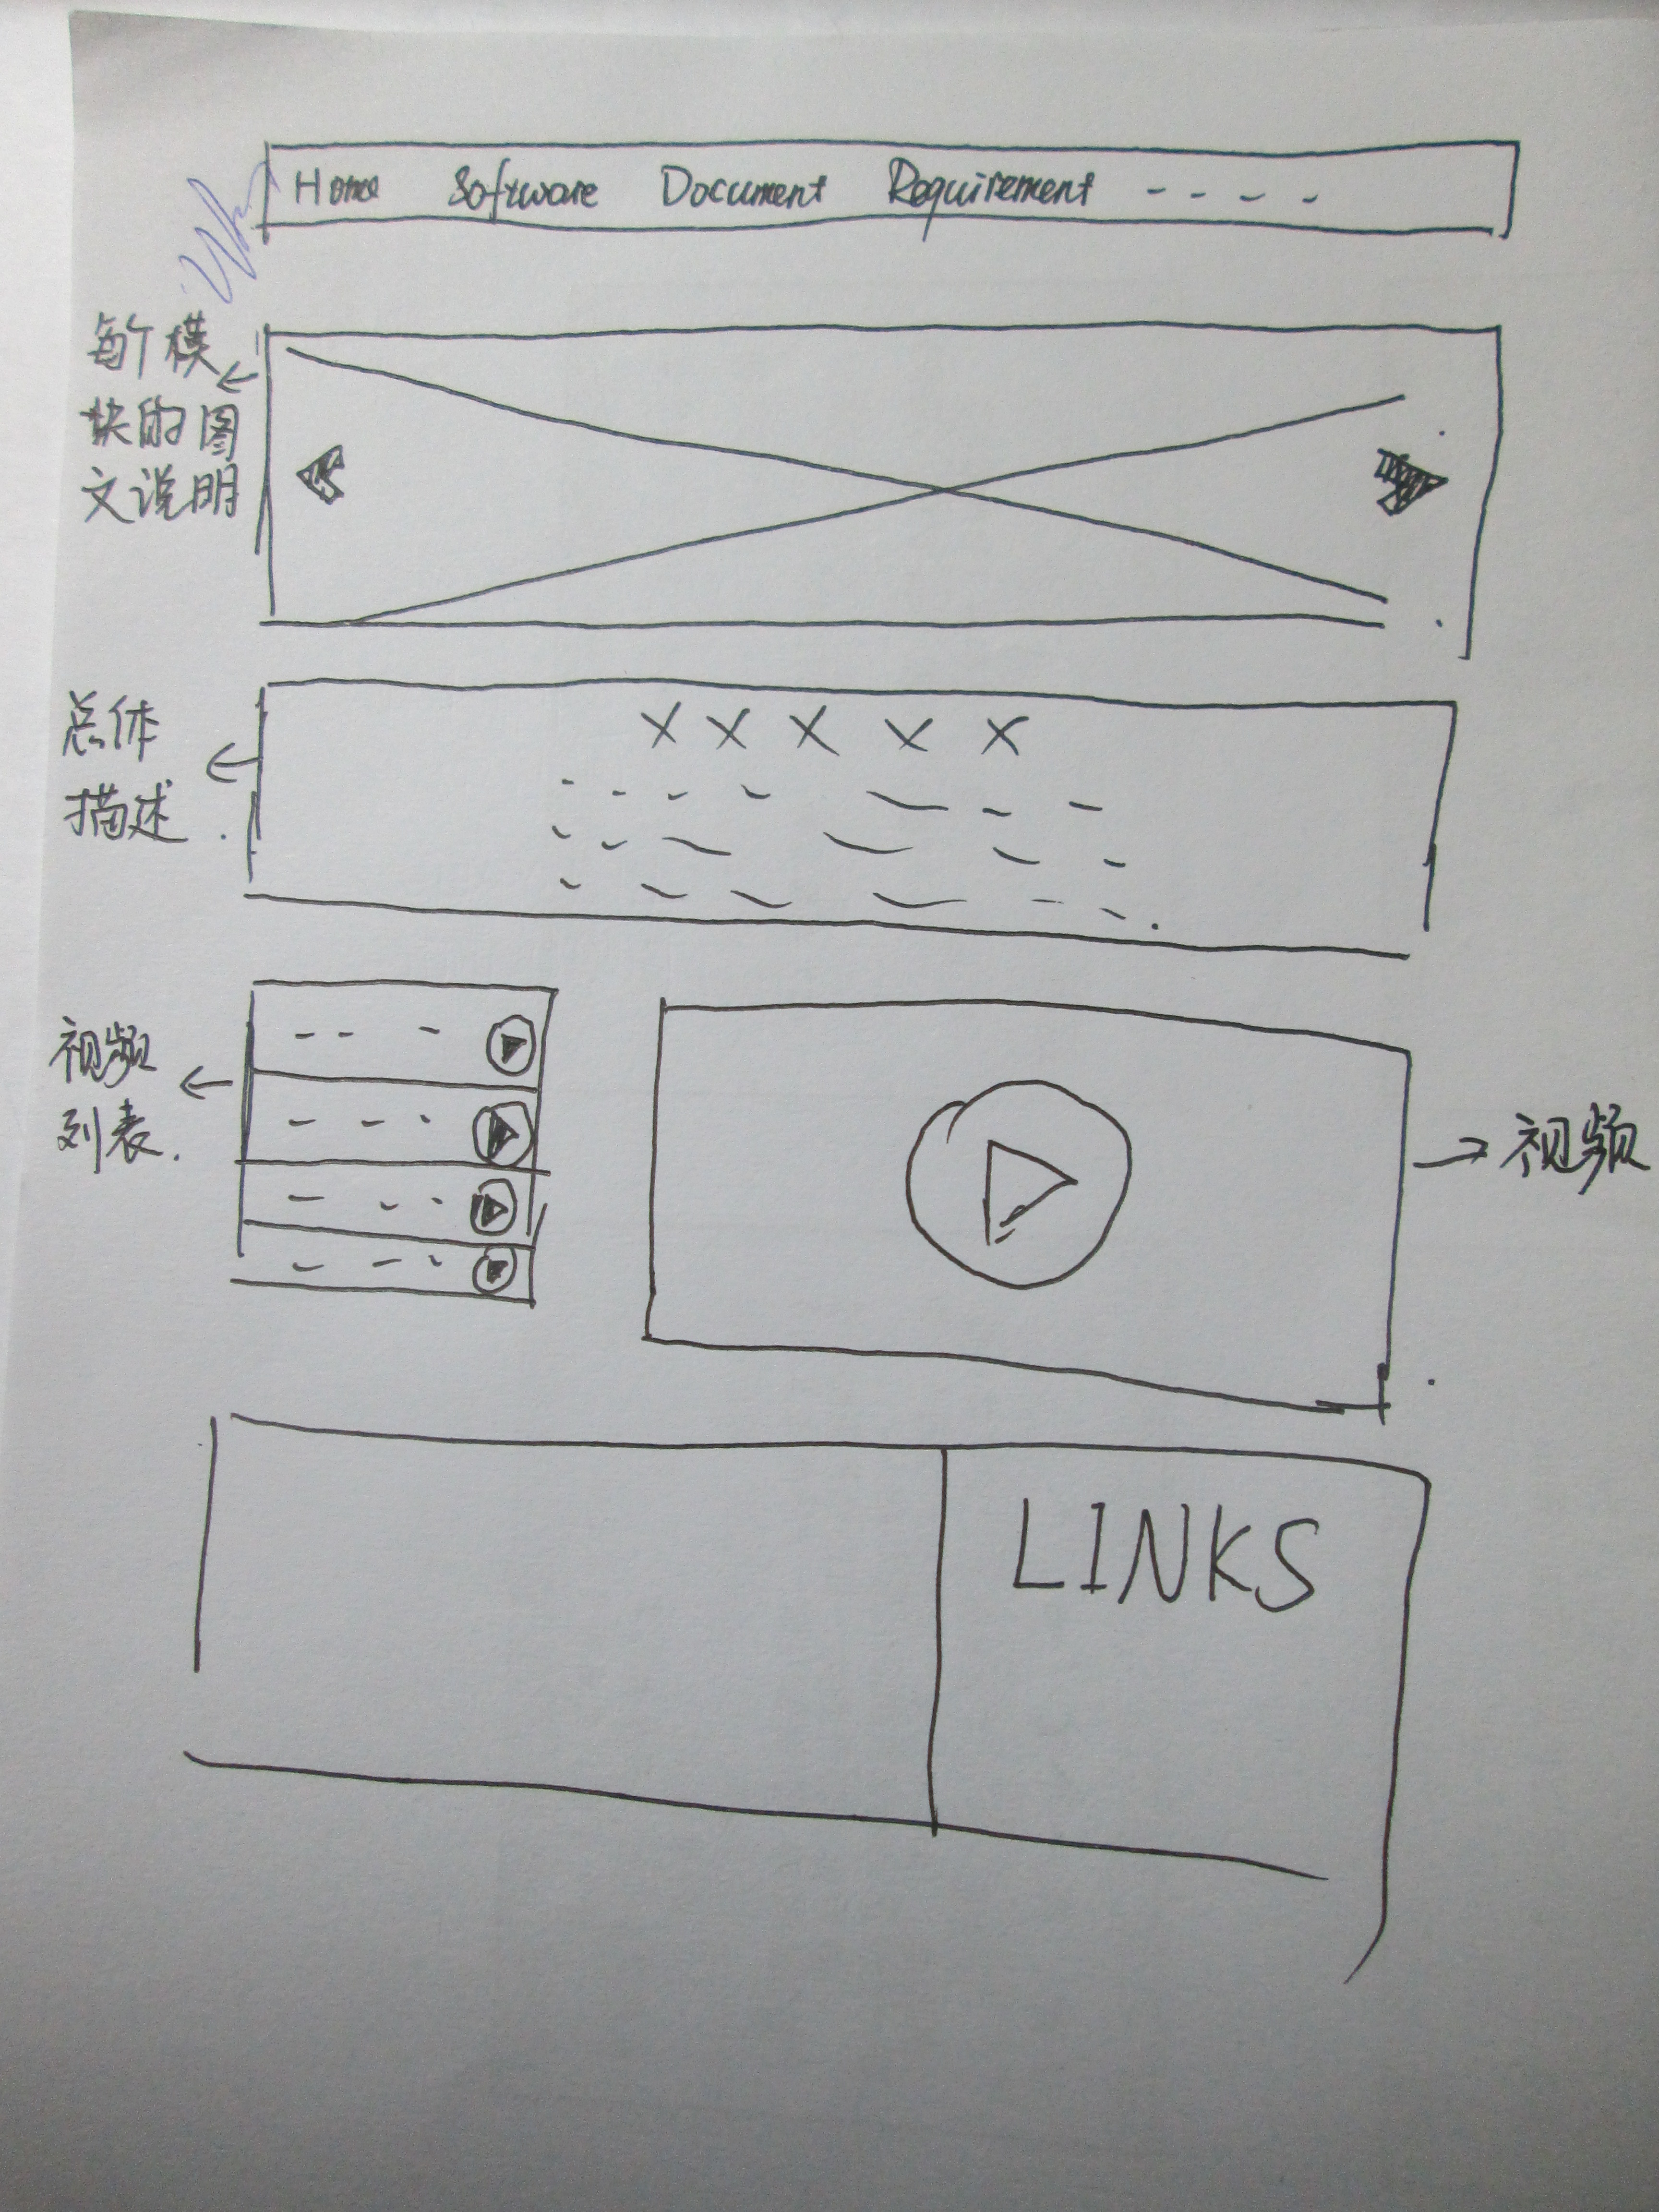 Home Software Document Requirement - - - -
每个模
块的图
文说明
× × × × ×
总体
描述.
视频
列表.
视频
LINKS